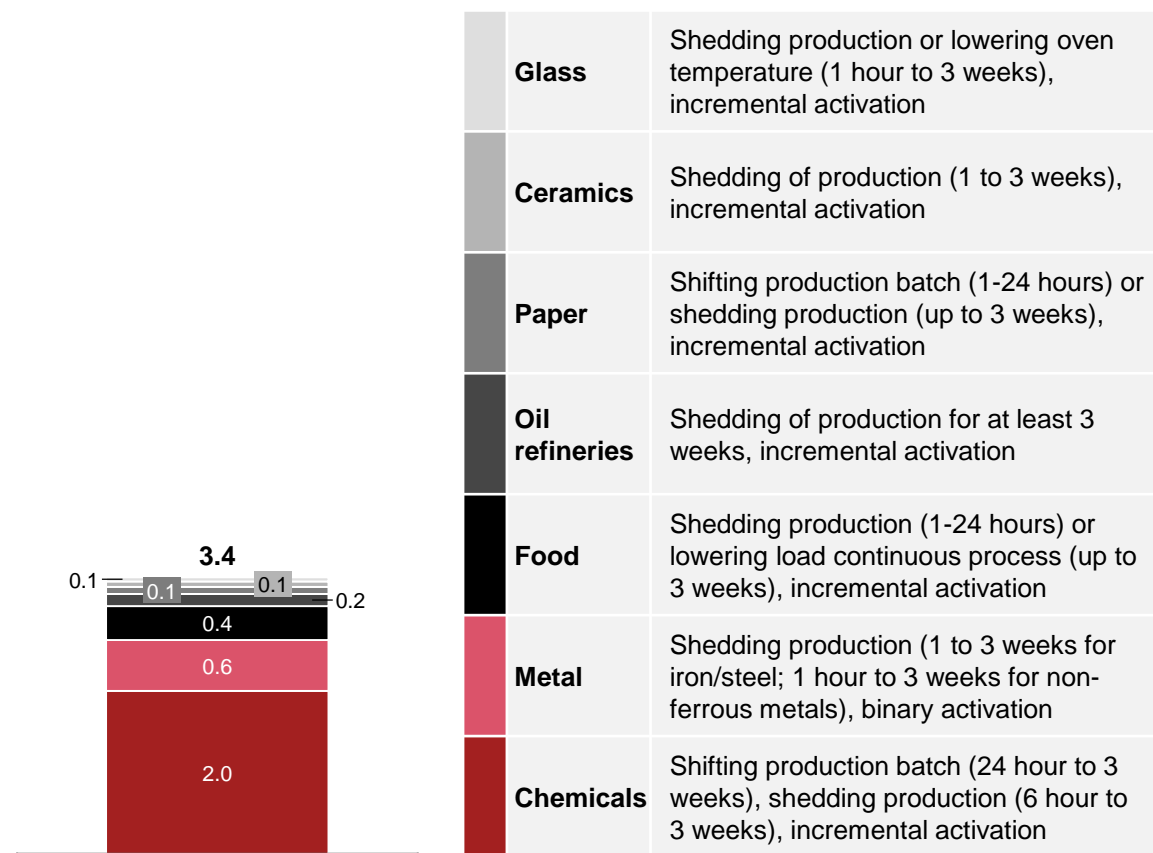 3.4
0.1
0.1
0.1
0.2
0.4
0.6
2.0
Glass
Shedding production or lowering oven
temperature (1 hour to 3 weeks),
incremental activation
Ceramics
Shedding of production (1 to 3 weeks),
incremental activation
Paper
Shifting production batch (1-24 hours) or
shedding production (up to 3 weeks),
incremental activation
Oil
refineries
Shedding of production for at least 3
weeks, incremental activation
Food
Shedding production (1-24 hours) or
lowering load continuous process (up to
3 weeks), incremental activation
Metal
Shedding production (1 to 3 weeks for
iron/steel; 1 hour to 3 weeks for non-
ferrous metals), binary activation
Chemicals
Shifting production batch (24 hour to 3
weeks), shedding production (6 hour to
3 weeks), incremental activation